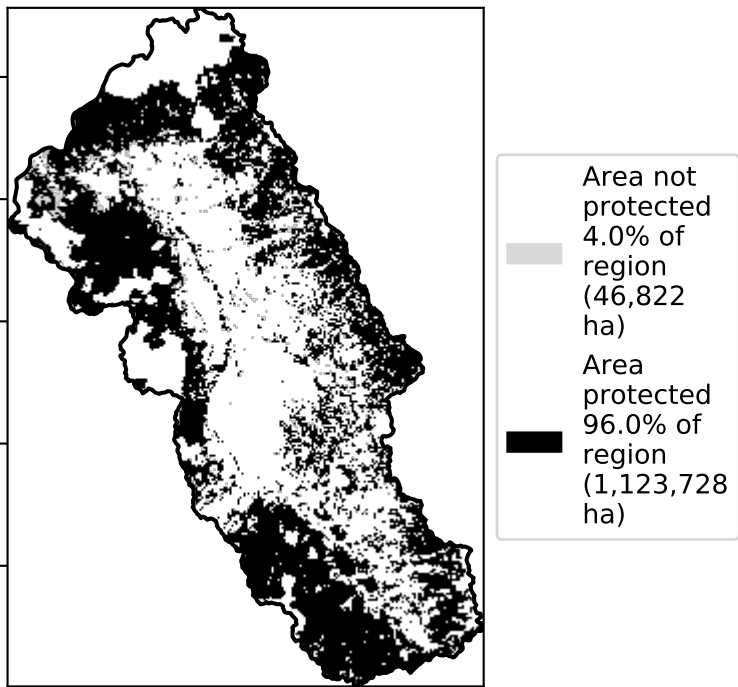 Area not
protected
4.0% of
region
(46,822
ha)
Area
protected
96.0% of
region
(1,123,728
ha)